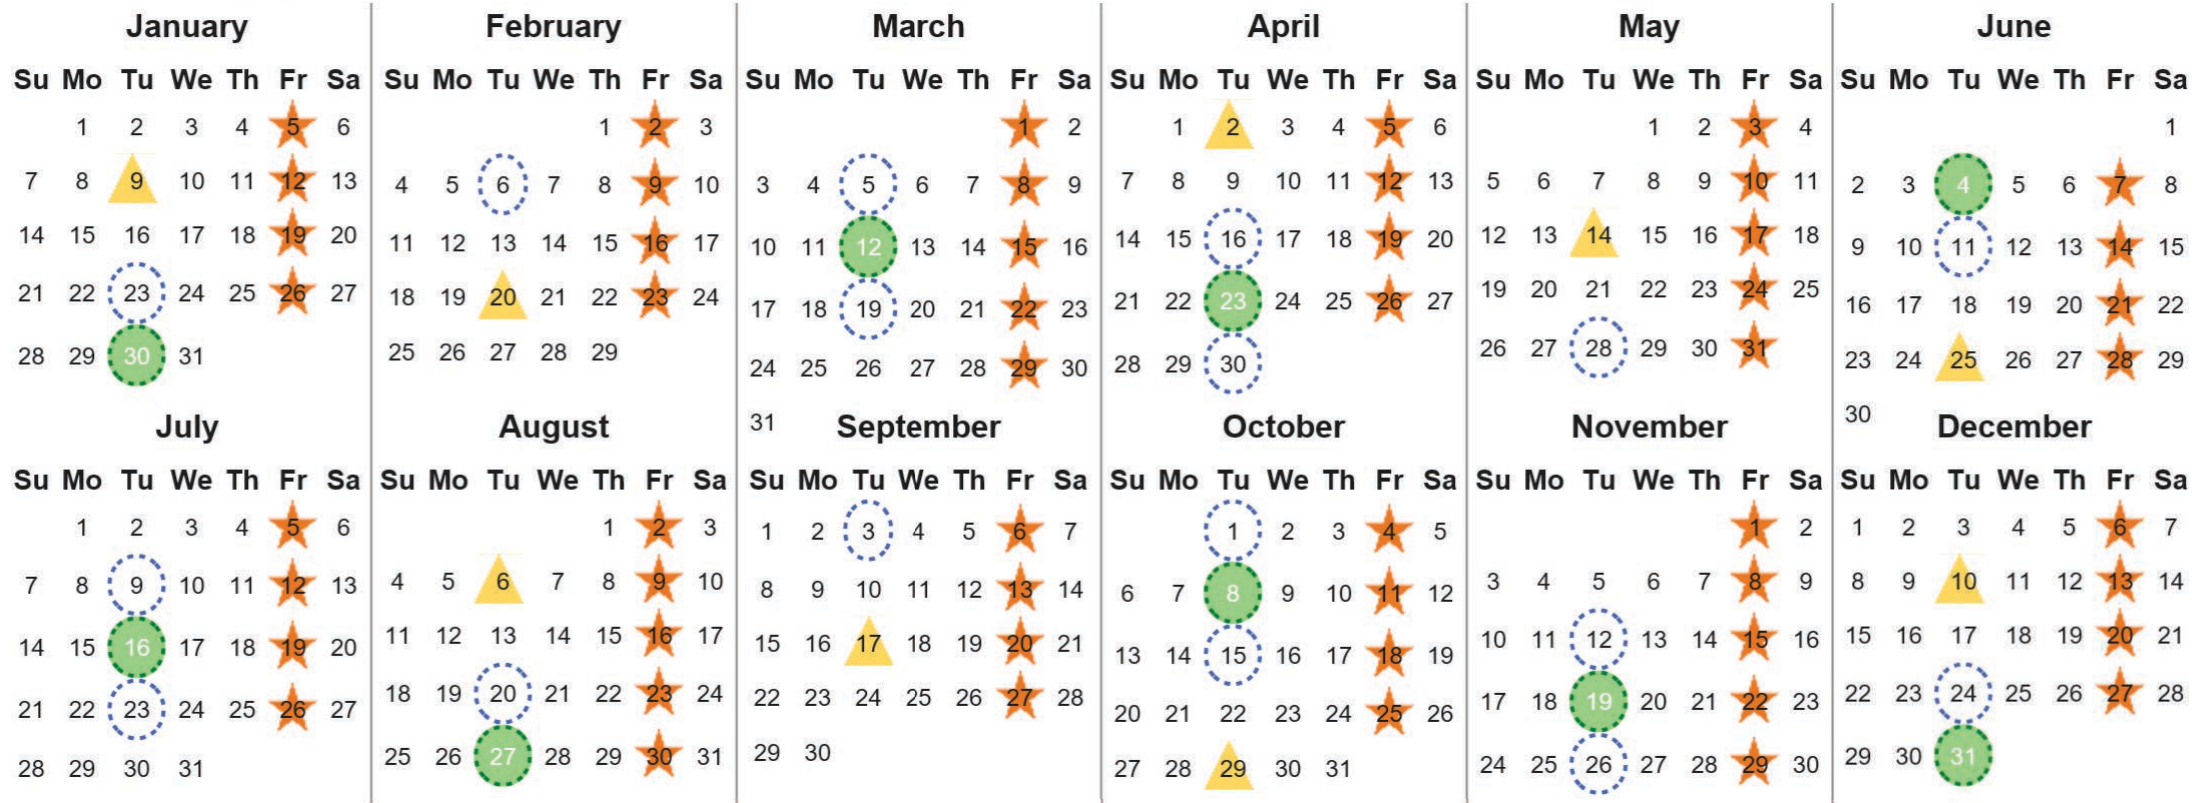 January
Su Mo Tu We Th Fr Sa
1 2 3 4 5 6
7 8 9 10 11 12 13
14 15 16 17 18 19 20
21 22 23 24 25 26 27
28 29 30 31
February
Su Mo Tu We Th Fr Sa
1 2 3
4 5 6 7 8 9 10
11 12 13 14 15 16 17
18 19 20 21 22 23 24
25 26 27 28 29
March
Su Mo Tu We Th Fr Sa
1 2
3 4 5 6 7 8 9
10 11 12 13 14 15 16
17 18 19 20 21 22 23
24 25 26 27 28 29 30
31
April
Su Mo Tu We Th Fr Sa
1 2 3 4 5 6
7 8 9 10 11 12 13
14 15 16 17 18 19 20
21 22 23 24 25 26 27
28 29 30
May
Su Mo Tu We Th Fr Sa
1 2 3 4
5 6 7 8 9 10 11
12 13 14 15 16 17 18
19 20 21 22 23 24 25
26 27 28 29 30 31
June
Su Mo Tu We Th Fr Sa
1
2 3 4 5 6 7 8
9 10 11 12 13 14 15
16 17 18 19 20 21 22
23 24 25 26 27 28 29
30
July
Su Mo Tu We Th Fr Sa
1 2 3 4 5 6
7 8 9 10 11 12 13
14 15 16 17 18 19 20
21 22 23 24 25 26 27
28 29 30 31
August
Su Mo Tu We Th Fr Sa
1 2 3
4 5 6 7 8 9 10
11 12 13 14 15 16 17
18 19 20 21 22 23 24
25 26 27 28 29 30 31
September
Su Mo Tu We Th Fr Sa
1 2 3 4 5 6 7
8 9 10 11 12 13 14
15 16 17 18 19 20 21
22 23 24 25 26 27 28
29 30
October
Su Mo Tu We Th Fr Sa
1 2 3 4 5
6 7 8 9 10 11 12
13 14 15 16 17 18 19
20 21 22 23 24 25 26
27 28 29 30 31
November
Su Mo Tu We Th Fr Sa
1 2
3 4 5 6 7 8 9
10 11 12 13 14 15 16
17 18 19 20 21 22 23
24 25 26 27 28 29 30
December
Su Mo Tu We Th Fr Sa
1 2 3 4 5 6 7
8 9 10 11 12 13 14
15 16 17 18 19 20 21
22 23 24 25 26 27 28
29 30 31